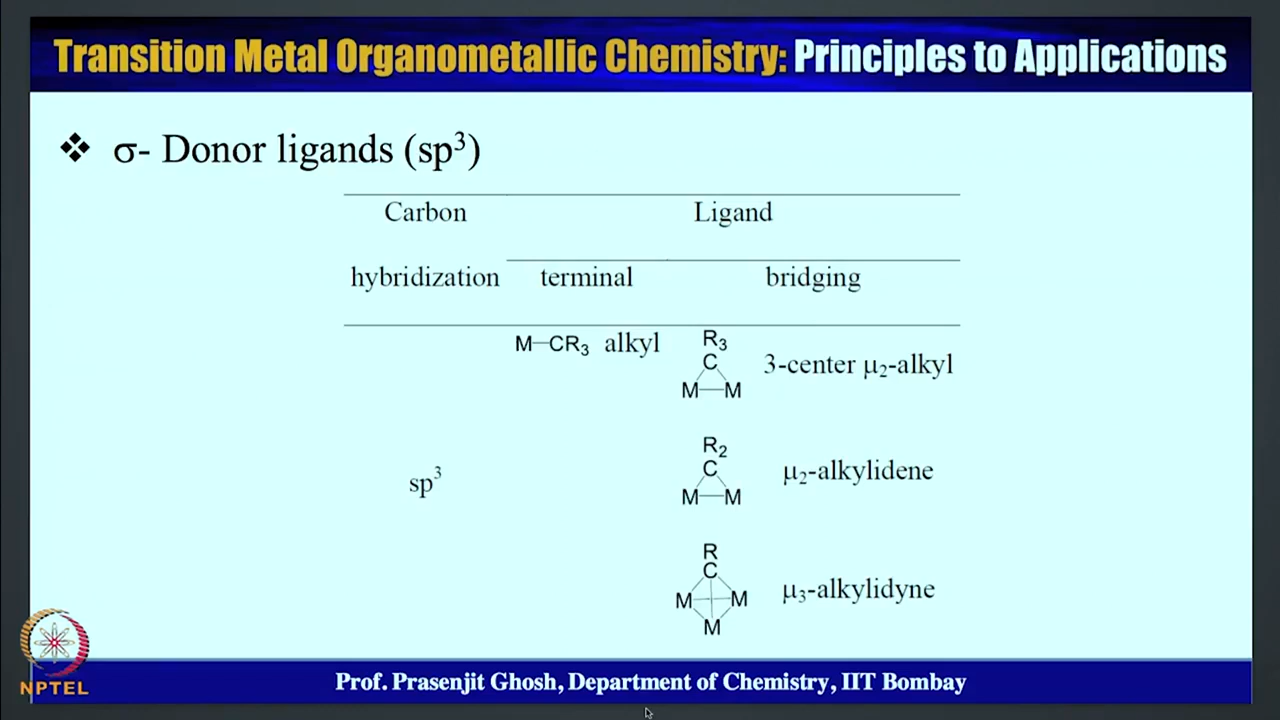 Transition Metal Organometallic Chemistry: Principles to Applications
❖ σ- Donor ligands (sp³)
Carbon Ligand
hybridization terminal bridging
M—CR₃ alkyl
R₃
C
M—M
3-center μ₂-alkyl
sp³
R₂
C
M—M
μ₂-alkylidene
R
C
M M
M
μ₃-alkylidyne
NPTEL
Prof. Prasenjit Ghosh, Department of Chemistry, IIT Bombay